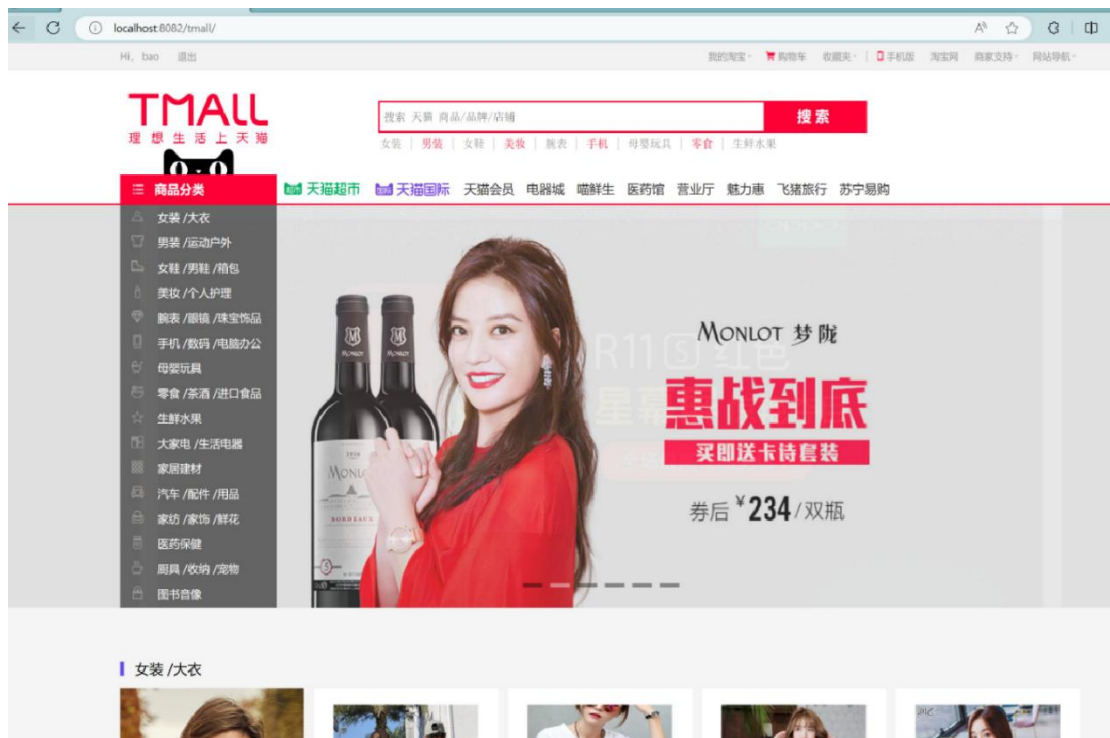 localhost:8082/tmall/
Hi, bao 退出 我的淘宝 购物车 收藏夹 手机版 淘宝网 商家支持 网站导航
TMALL
理想生活上天猫
搜索 天猫 商品/品牌/店铺 搜索
女装 | 男装 | 女鞋 | 美妆 | 腕表 | 手机 | 母婴玩具 | 零食 | 生鲜水果
商品分类 天猫超市 天猫国际 天猫会员 电器城 喵鲜生 医药馆 营业厅 魅力惠 飞猪旅行 苏宁易购
女装 /大衣
男装 /运动户外
女鞋 /男鞋 /箱包
美妆 /个人护理
腕表 /眼镜 /珠宝饰品
手机 /数码 /电脑办公
母婴玩具
零食 /茶酒 /进口食品
生鲜水果
大家电 /生活电器
家居建材
汽车 /配件 /用品
家纺 /家饰 /鲜花
医药保健
厨具 /收纳 /宠物
图书音像
MONLOT 梦陇
R11 S 红色
惠战到底
买即送卡待套装
券后 ¥234/双瓶
MONLOT
BORDEAUX
女装 /大衣